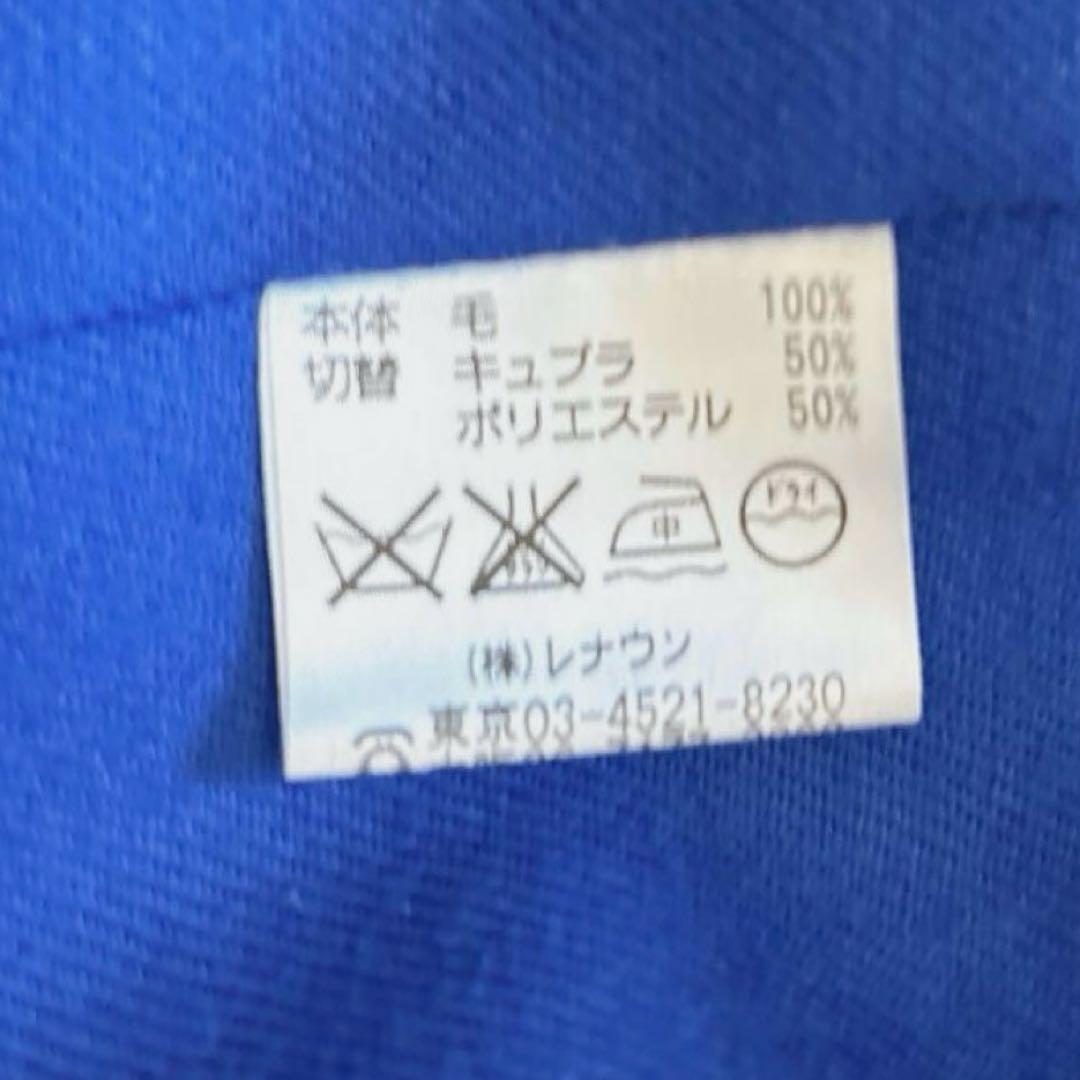 本体 毛 100%
切替 キュプラ 50%
ポリエステル 50%
中
ドライ
(株)レナウン
東京03-4521-8230